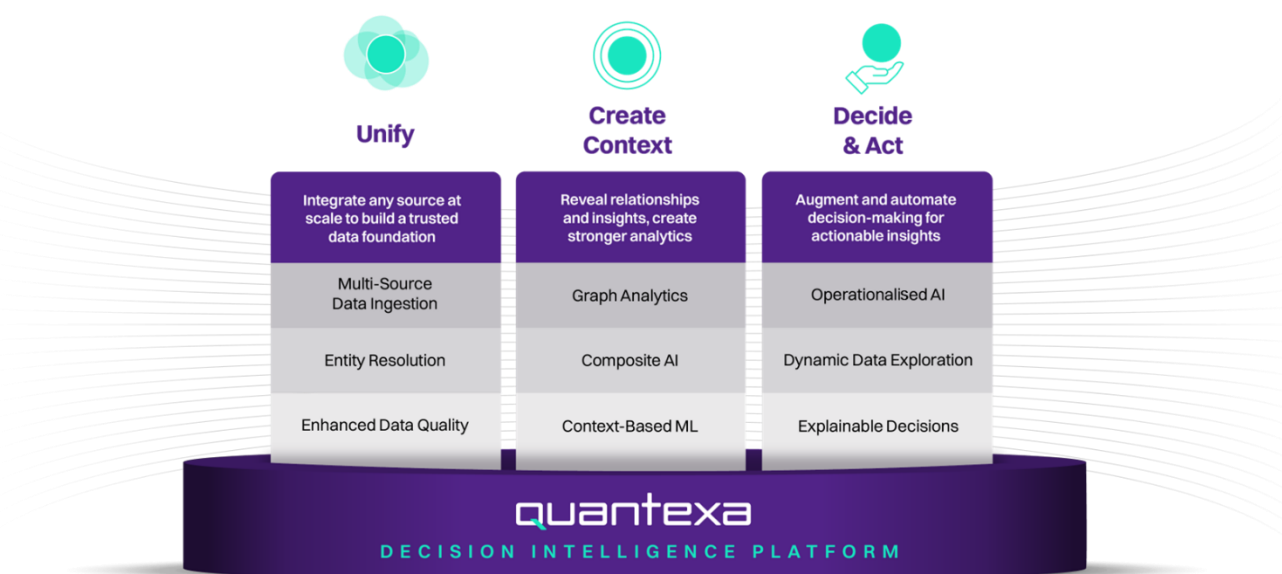 Unify
Integrate any source at
scale to build a trusted
data foundation
Multi-Source
Data Ingestion
Entity Resolution
Enhanced Data Quality
Create
Context
Reveal relationships
and insights, create
stronger analytics
Graph Analytics
Composite AI
Context-Based ML
Decide
& Act
Augment and automate
decision-making for
actionable insights
Operationalised AI
Dynamic Data Exploration
Explainable Decisions
quantexa
DECISION INTELLIGENCE PLATFORM